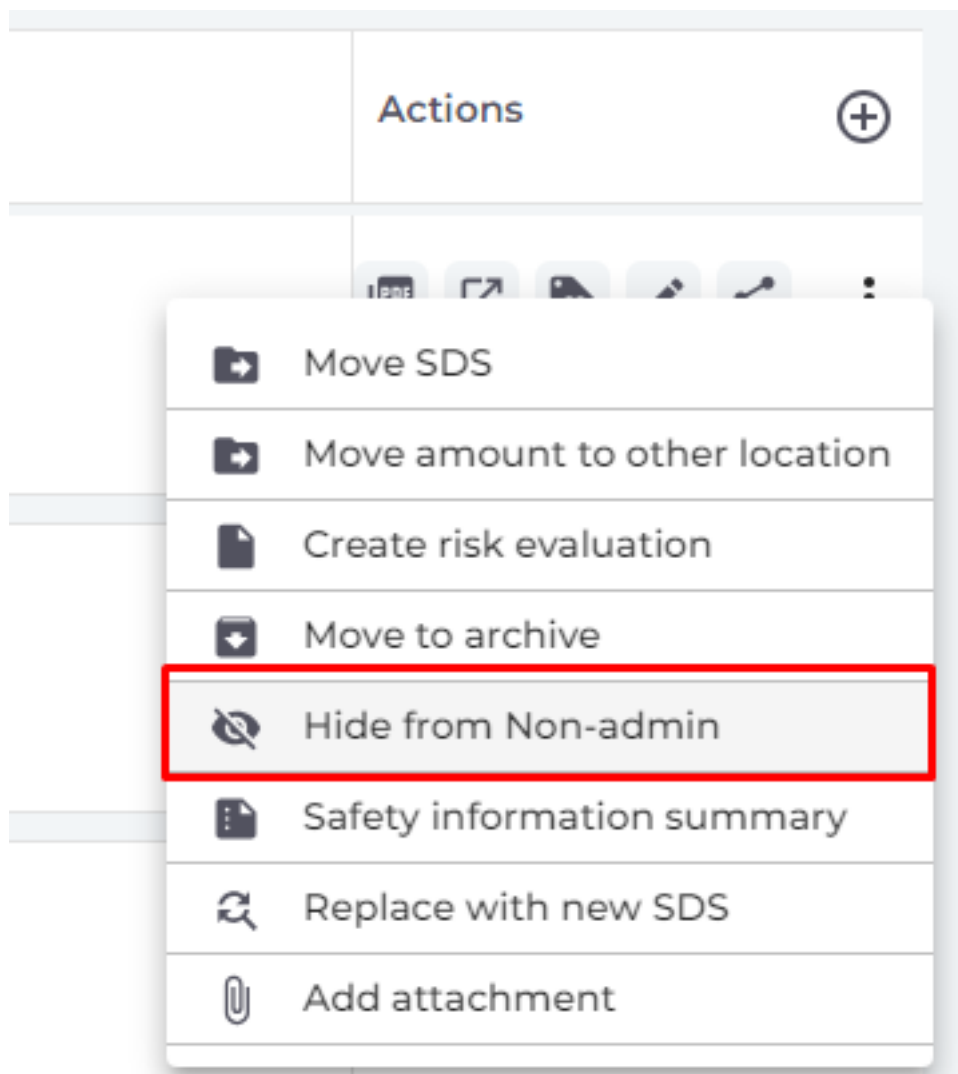 Actions
PDF
Move SDS
Move amount to other location
Create risk evaluation
Move to archive
Hide from Non-admin
Safety information summary
Replace with new SDS
Add attachment